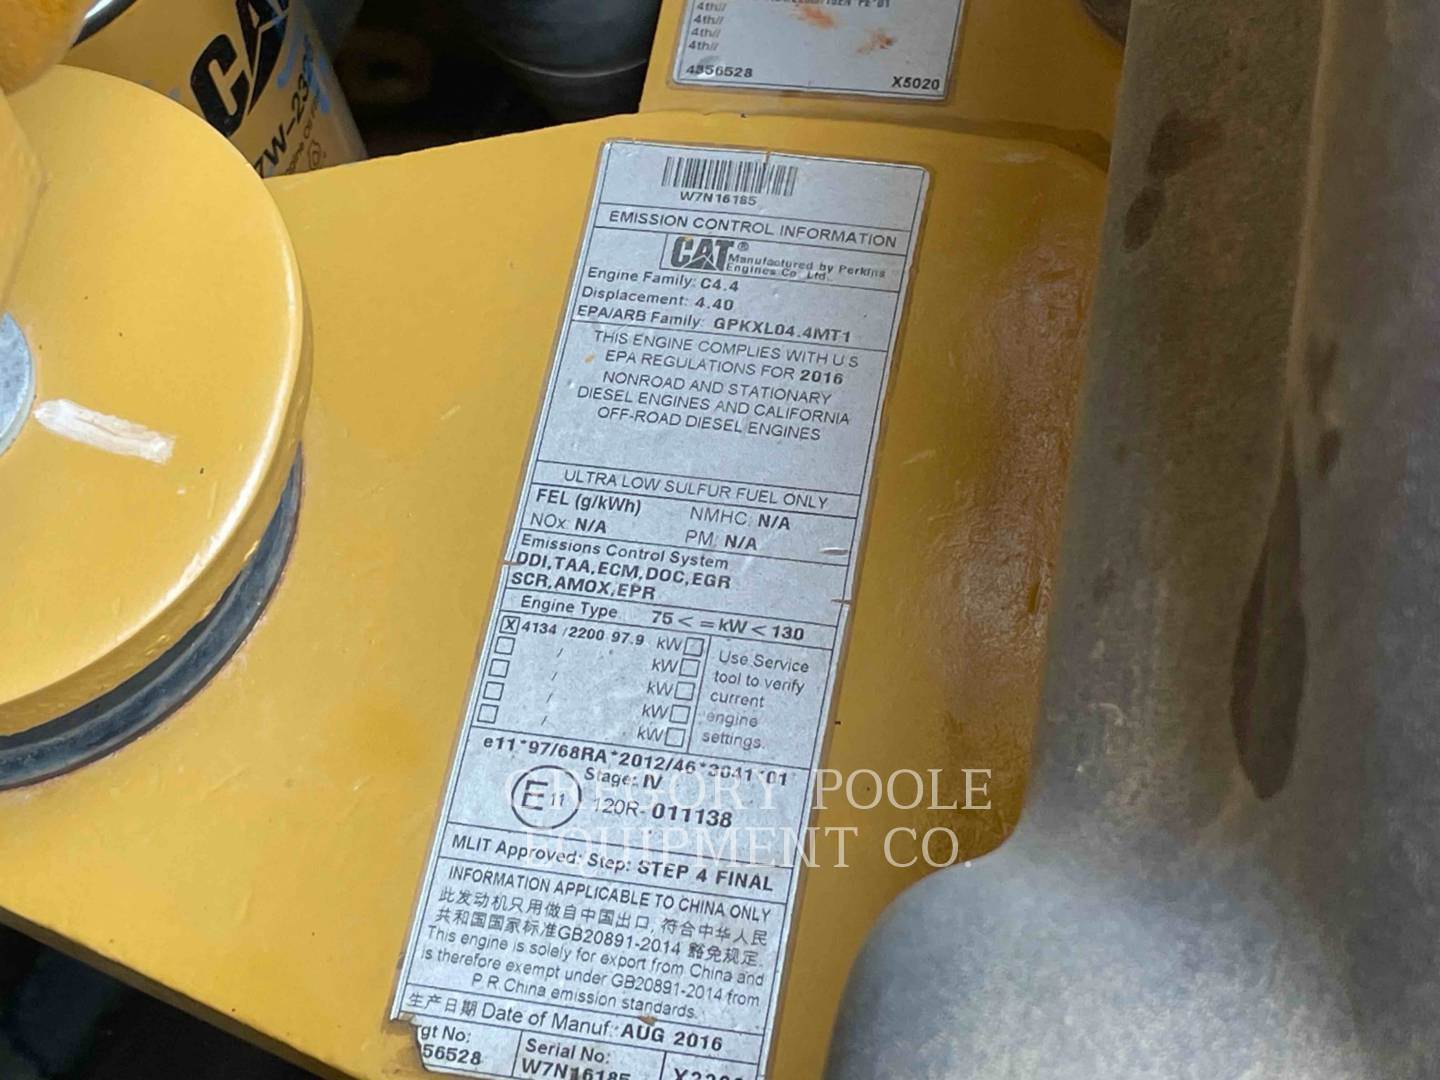 CAT
4th//
4th//
4th//
4th//
4356528 X5020
W7N16185
EMISSION CONTROL INFORMATION
CAT® Manufactured by Perkins
Engines Co Ltd.
Engine Family: C4.4
Displacement: 4.40
EPA/ARB Family: GPKXL04.4MT1
THIS ENGINE COMPLIES WITH U S
EPA REGULATIONS FOR 2016
NONROAD AND STATIONARY
DIESEL ENGINES AND CALIFORNIA
OFF-ROAD DIESEL ENGINES
ULTRA LOW SULFUR FUEL ONLY
FEL (g/kWh) NMHC: N/A
NOx: N/A PM: N/A
Emissions Control System
DDI,TAA,ECM,DOC,EGR
SCR,AMOX,EPR
Engine Type 75 < = kW < 130
X 4134 /2200 97.9 kW
/ kW
/ kW
/ kW
kW
Use Service
tool to verify
current
engine
settings.
e11*97/68RA*2012/46*3041*01
Stage: IV
E 11 120R- 011138
MLIT Approved: Step: STEP 4 FINAL
INFORMATION APPLICABLE TO CHINA ONLY
此发动机只用做自中国出口, 符合中华人民
共和国国家标准GB20891-2014 豁免规定.
This engine is solely for export from China and
is therefore exempt under GB20891-2014 from
P R China emission standards.
生产日期 Date of Manuf: AUG 2016
gt No:
56528
Serial No:
W7N16185
GREGORY POOLE
EQUIPMENT CO.